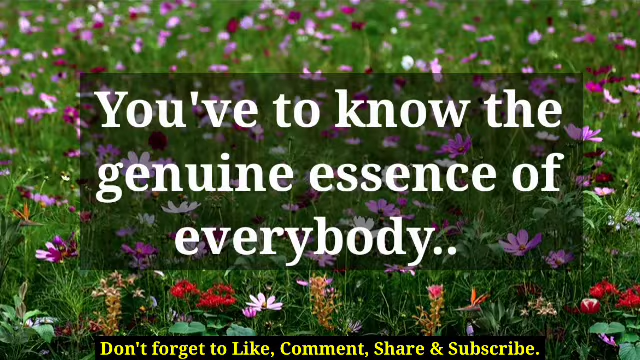 You've to know the
genuine essence of
everybody..
Don't forget to Like, Comment, Share & Subscribe.